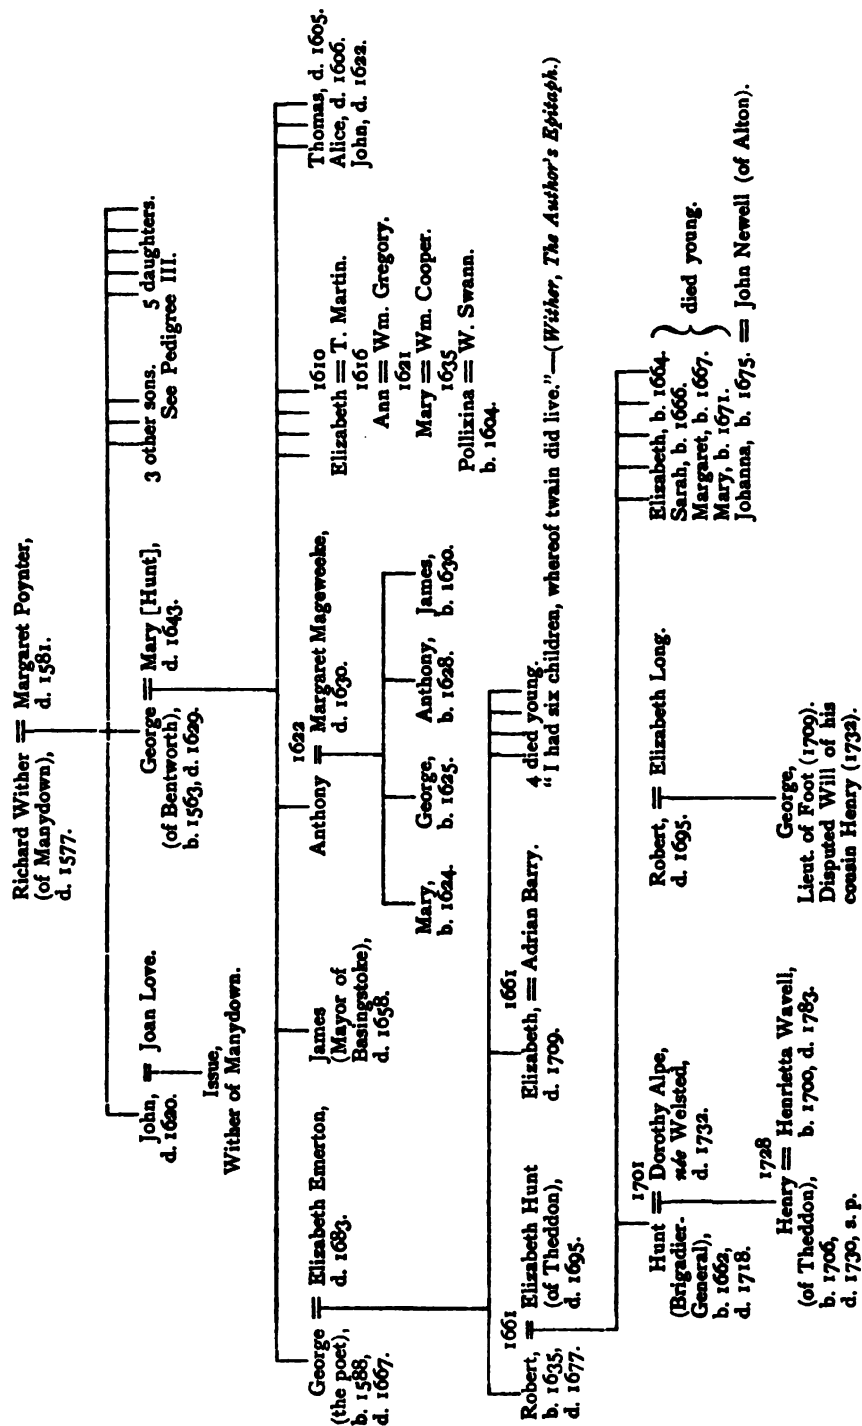 Richard Wither = Margaret Poynter,
(of Manydown), d. 1581.
d. 1577.
John, = Joan Love.
d. 1620.
Issue,
Wither of Manydown.
George = Mary [Hunt],
(of Bentworth), d. 1643.
b. 1563, d. 1629.
3 other sons. 5 daughters.
See Pedigree III.
George = Elizabeth Emerton,
(the poet), d. 1683.
b. 1588,
d. 1667.
James
(Mayor of
Basingstoke),
d. 1658.
1622
Anthony = Margaret Mageweeke,
d. 1630.
Mary, George, Anthony, James,
b. 1624. b. 1625. b. 1628. b. 1630.
1610
Elizabeth = T. Martin.
1616
Ann = Wm. Gregory.
1621
Mary = Wm. Cooper.
1635
Pollixina = W. Swann.
b. 1604.
Thomas, d. 1605.
Alice, d. 1606.
John, d. 1622.
1661
Robert, = Elizabeth Hunt
b. 1635, (of Theddon),
d. 1677. d. 1695.
1661
Elizabeth, = Adrian Barry.
d. 1709.
4 died young.
"I had six children, whereof twain did live."—(Wither, The Author's Epitaph.)
1701
Hunt = Dorothy Alpe,
(Brigadier- née Welsted,
General), d. 1732.
b. 1662,
d. 1718.
1728
Henry = Henrietta Wavell,
(of Theddon), b. 1700, d. 1783.
b. 1706,
d. 1730, s. p.
Robert, = Elizabeth Long.
d. 1695.
George,
Lieut. of Foot (1709).
Disputed Will of his
cousin Henry (1732).
Elizabeth, b. 1664.
Sarah, b. 1666.
Margaret, b. 1667.
Mary, b. 1671.
} died young.
Johanna, b. 1675. = John Newell (of Alton).